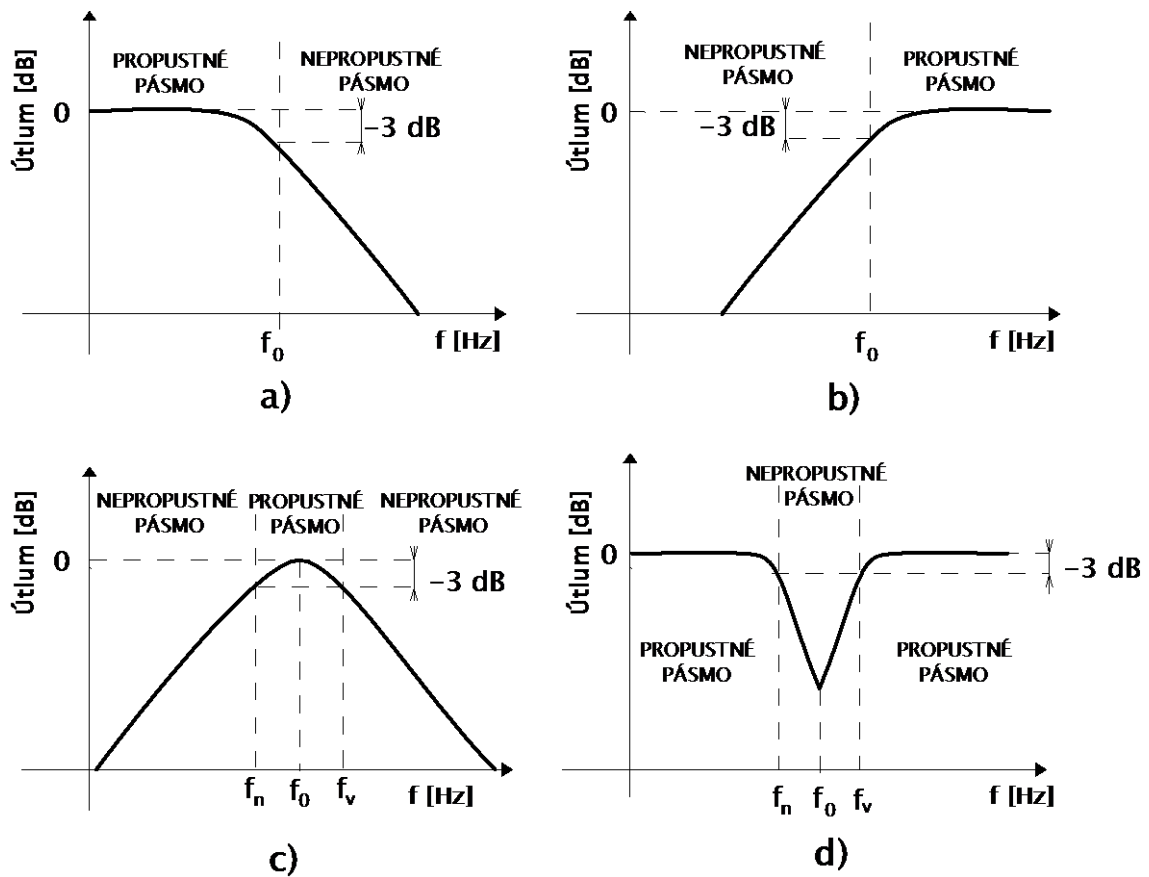 PROPUSTNÉ
PÁSMO
NEPROPUSTNÉ
PÁSMO
Útlum [dB]
0
-3 dB
f0
f [Hz]
a)
NEPROPUSTNÉ
PÁSMO
PROPUSTNÉ
PÁSMO
Útlum [dB]
0
-3 dB
f0
f [Hz]
b)
NEPROPUSTNÉ
PÁSMO
PROPUSTNÉ
PÁSMO
NEPROPUSTNÉ
PÁSMO
Útlum [dB]
0
-3 dB
fn f0 fv f [Hz]
c)
NEPROPUSTNÉ
PÁSMO
Útlum [dB]
0
-3 dB
PROPUSTNÉ
PÁSMO
PROPUSTNÉ
PÁSMO
fn f0 fv f [Hz]
d)